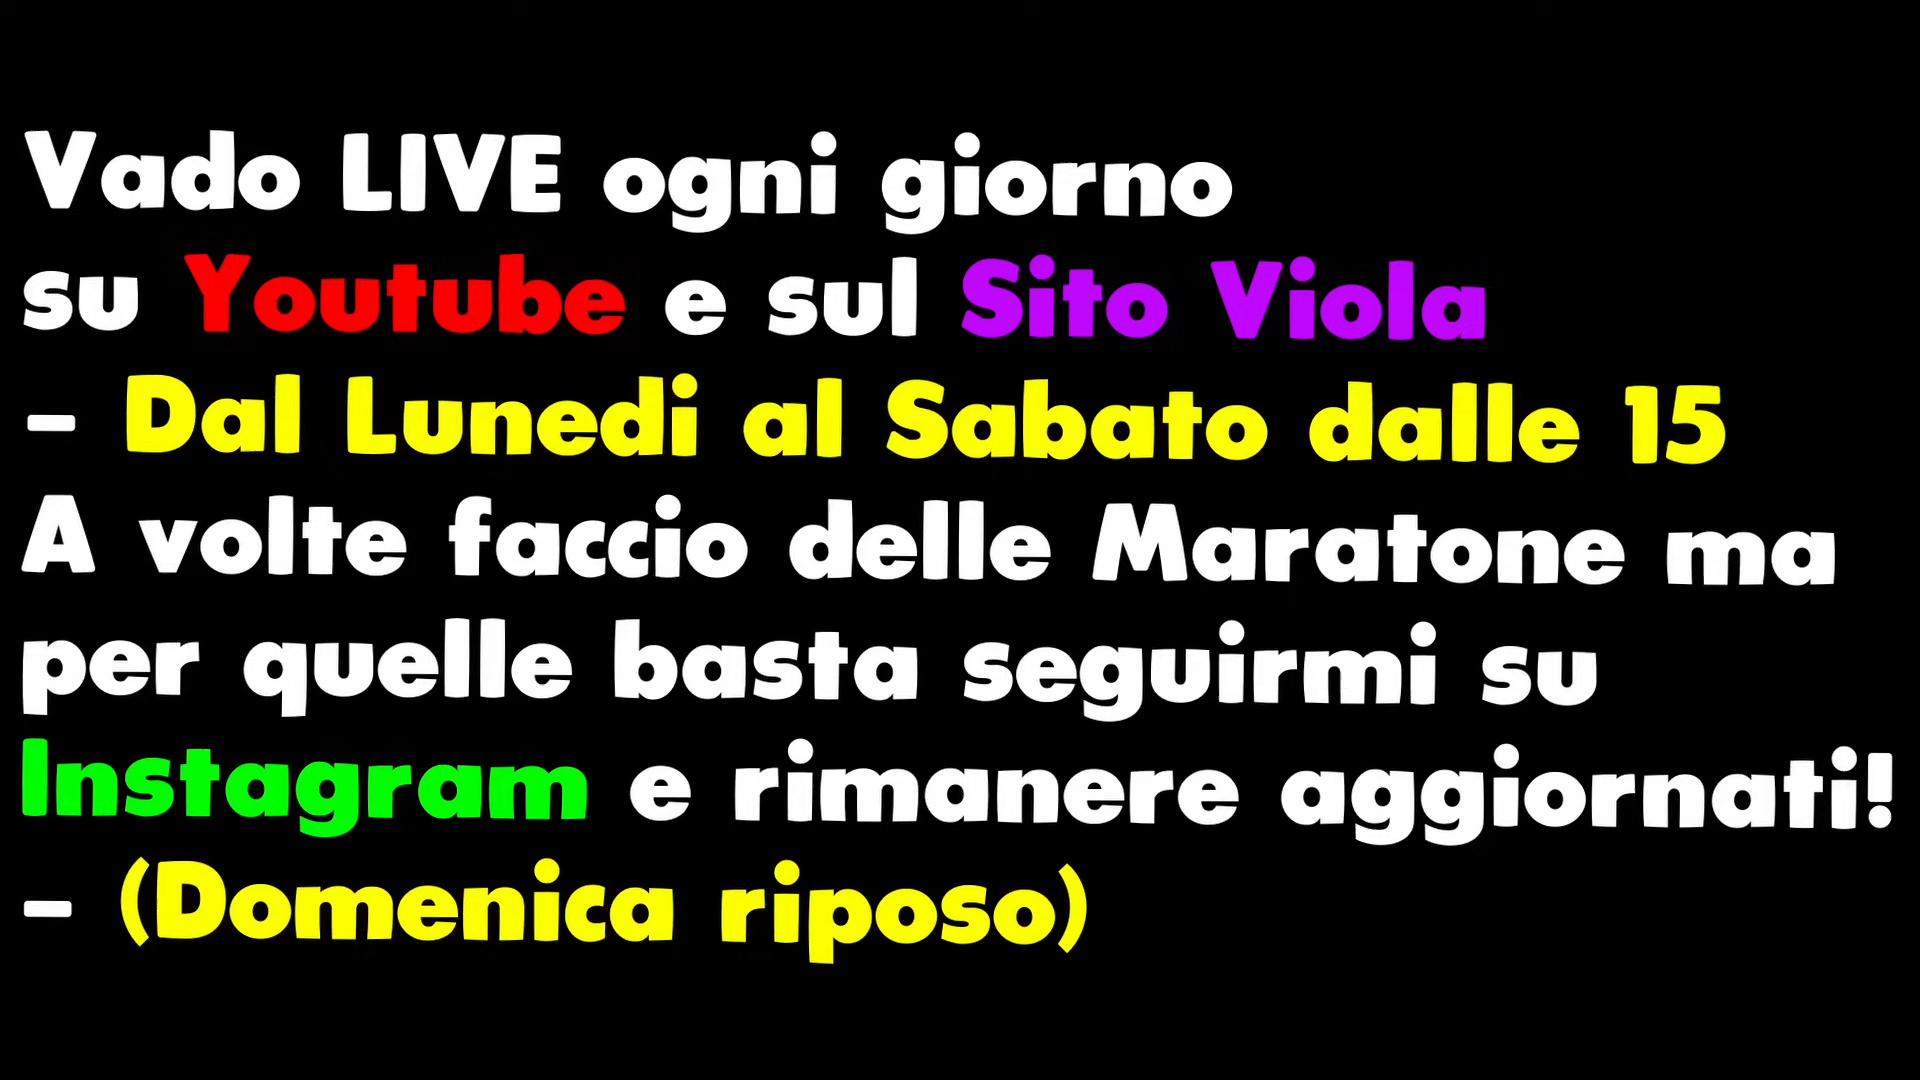 Vado LIVE ogni giorno
su Youtube e sul Sito Viola
- Dal Lunedi al Sabato dalle 15
A volte faccio delle Maratone ma
per quelle basta seguirmi su
Instagram e rimanere aggiornati!
- (Domenica riposo)